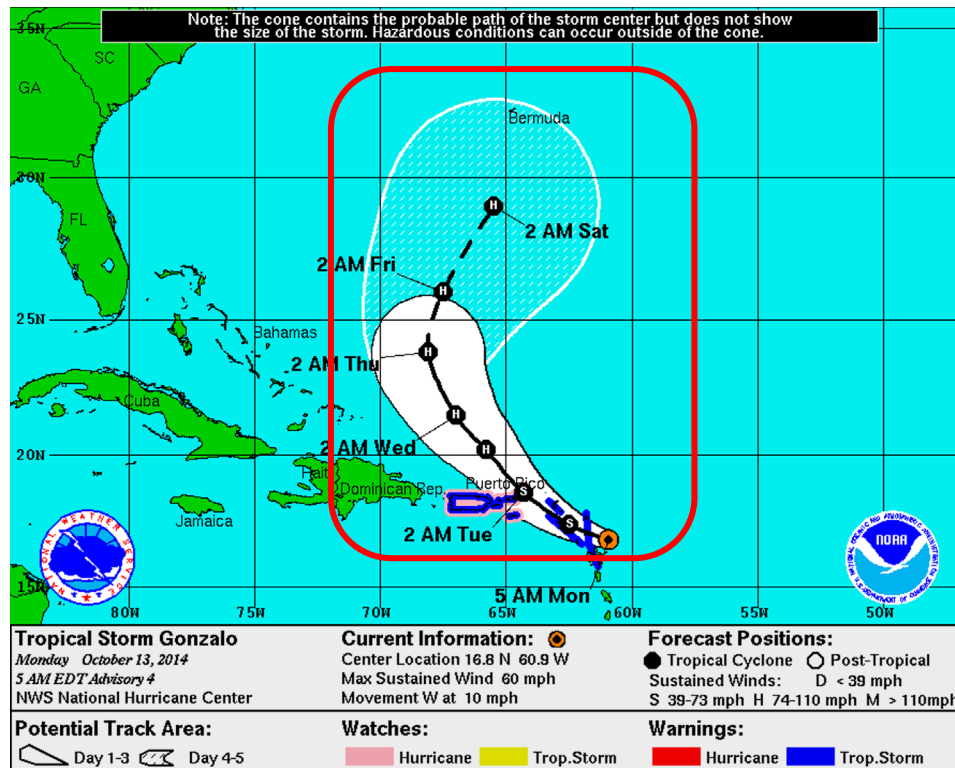 Note: The cone contains the probable path of the storm center but does not show
the size of the storm. Hazardous conditions can occur outside of the cone.
35N
SC
GA
Bermuda
30N
FL
2 AM Sat
2 AM Fri
25N
Bahamas
2 AM Thu
Cuba
2 AM Wed
20N
Haiti
Puerto Rico
Dominican Rep.
Jamaica
2 AM Tue
NATIONAL WEATHER SERVICE
NOAA
15N
5 AM Mon
80W 75W 70W 65W 60W 55W 50W
Tropical Storm Gonzalo
Monday October 13, 2014
5 AM EDT Advisory 4
NWS National Hurricane Center
Current Information:
Center Location 16.8 N 60.9 W
Max Sustained Wind 60 mph
Movement W at 10 mph
Forecast Positions:
Tropical Cyclone Post-Tropical
Sustained Winds: D < 39 mph
S 39-73 mph H 74-110 mph M > 110mph
Potential Track Area:
Day 1-3 Day 4-5
Watches:
Hurricane Trop.Storm
Warnings:
Hurricane Trop.Storm